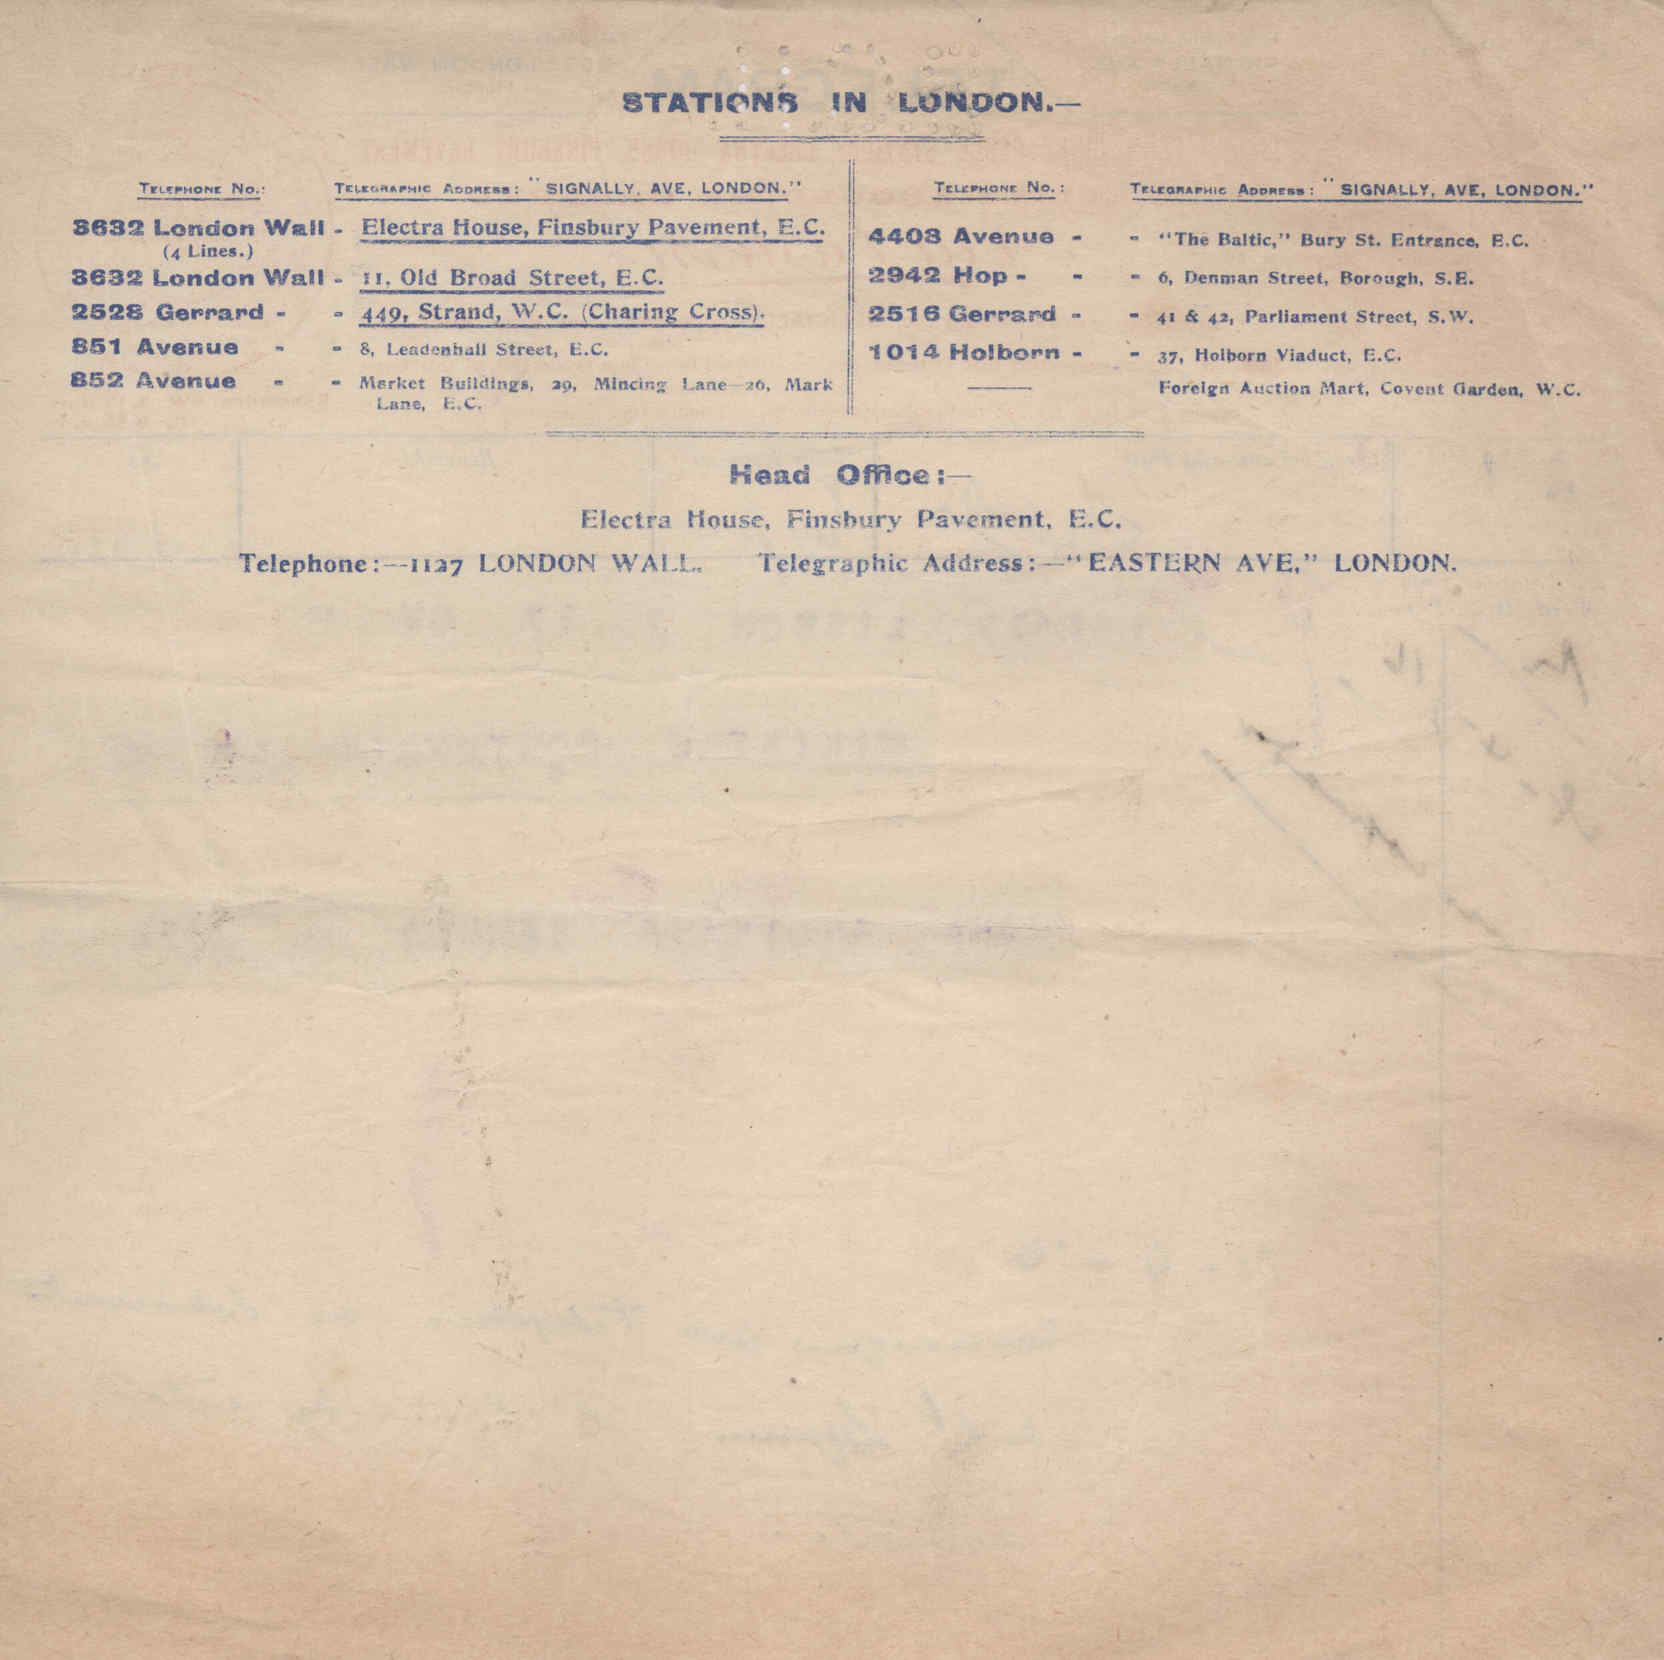 STATIONS IN LONDON.—
TELEPHONE NO.: TELEGRAPHIC ADDRESS: "SIGNALLY, AVE, LONDON."
3632 London Wall - Electra House, Finsbury Pavement, E.C.
(4 Lines.)
3632 London Wall - 11, Old Broad Street, E.C.
2528 Gerrard - - 449, Strand, W.C. (Charing Cross).
851 Avenue - - 8, Leadenhall Street, E.C.
852 Avenue - - Market Buildings, 29, Mincing Lane—26, Mark
Lane, E.C.
TELEPHONE NO.: TELEGRAPHIC ADDRESS: "SIGNALLY, AVE, LONDON."
4403 Avenue - - "The Baltic," Bury St. Entrance, E.C.
2942 Hop - - - 6, Denman Street, Borough, S.E.
2516 Gerrard - - 41 & 42, Parliament Street, S.W.
1014 Holborn - - 37, Holborn Viaduct, E.C.
—— Foreign Auction Mart, Covent Garden, W.C.
Head Office:—
Electra House, Finsbury Pavement, E.C.
Telephone:—1127 LONDON WALL. Telegraphic Address:—"EASTERN AVE," LONDON.